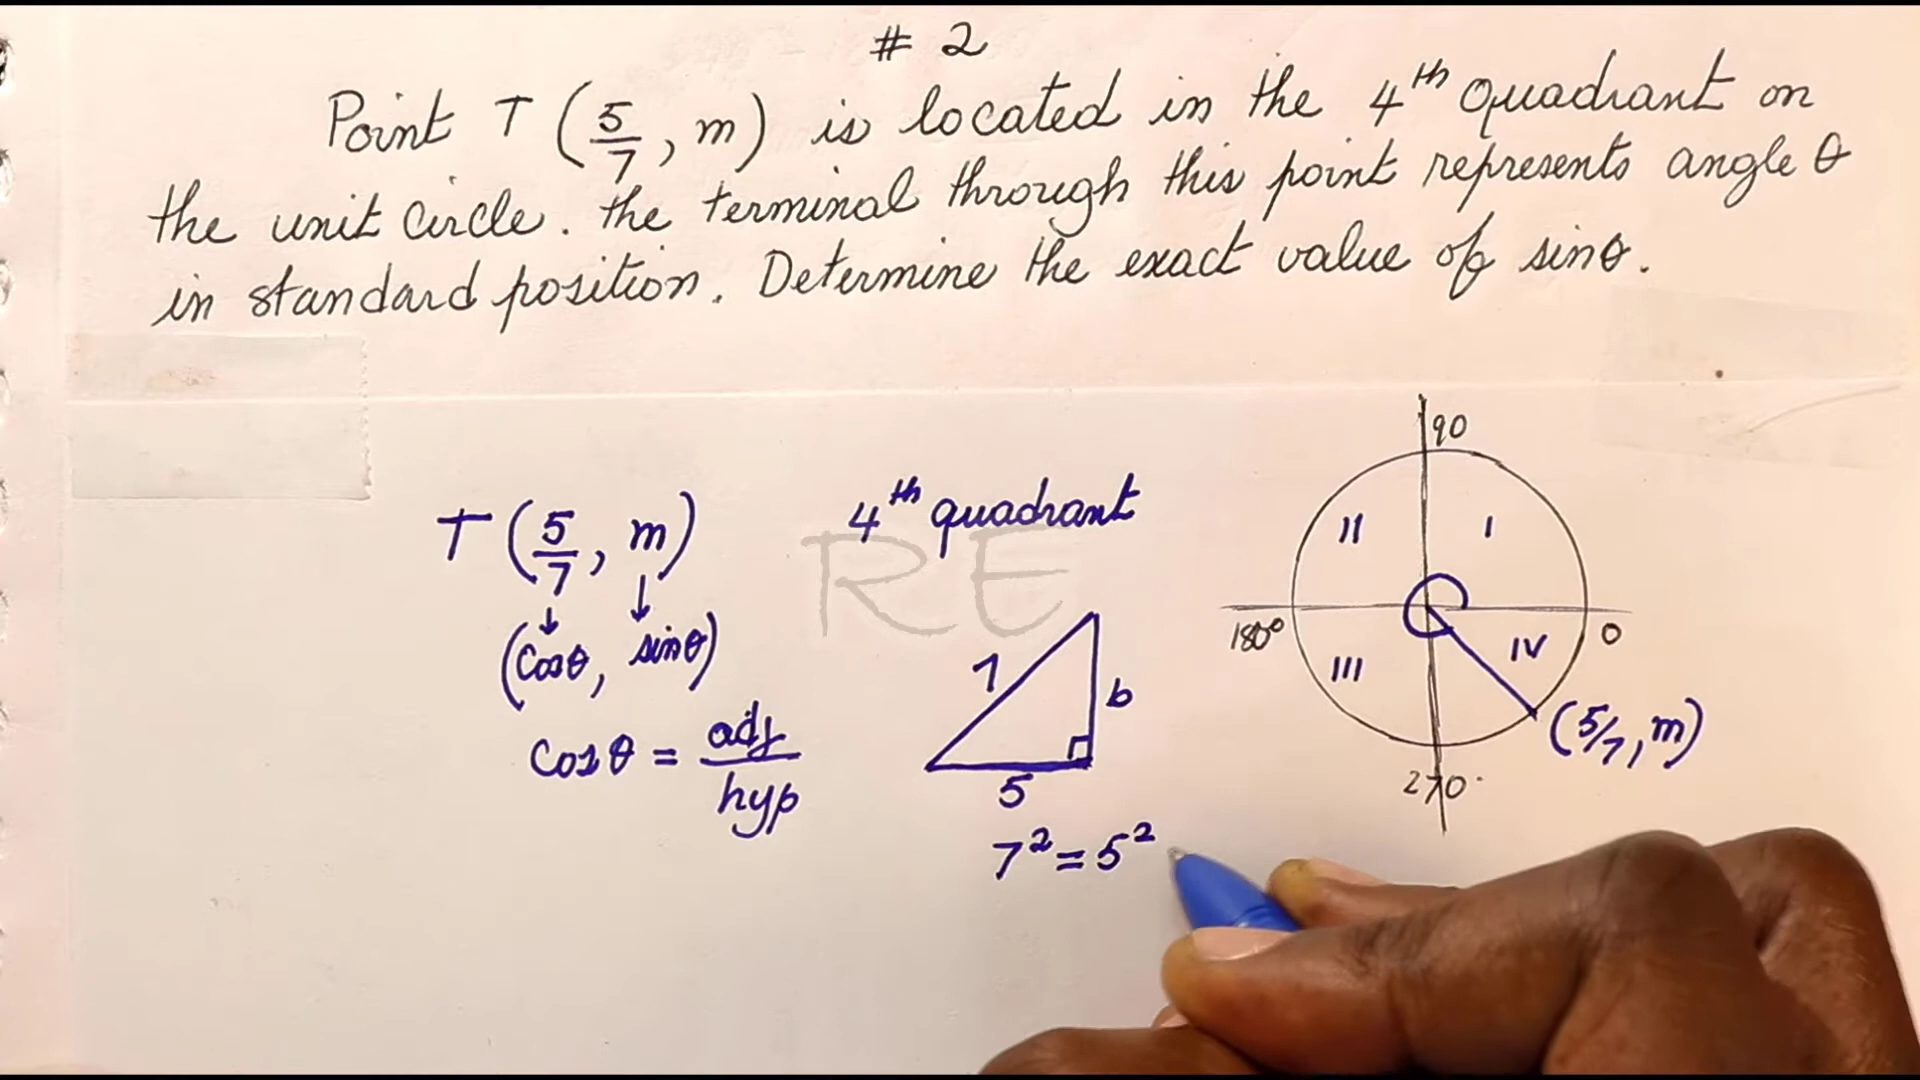 # 2
Point T (5/7, m) is located in the 4th quadrant on
the unit circle. the terminal through this point represents angle θ
in standard position. Determine the exact value of sinθ.
T (5/7, m)
(cosθ, sinθ)
cosθ = adj/hyp
4th quadrant
RE
7
b
5
7² = 5²
90
II
I
180°
0
III
IV
(5/7, m)
270